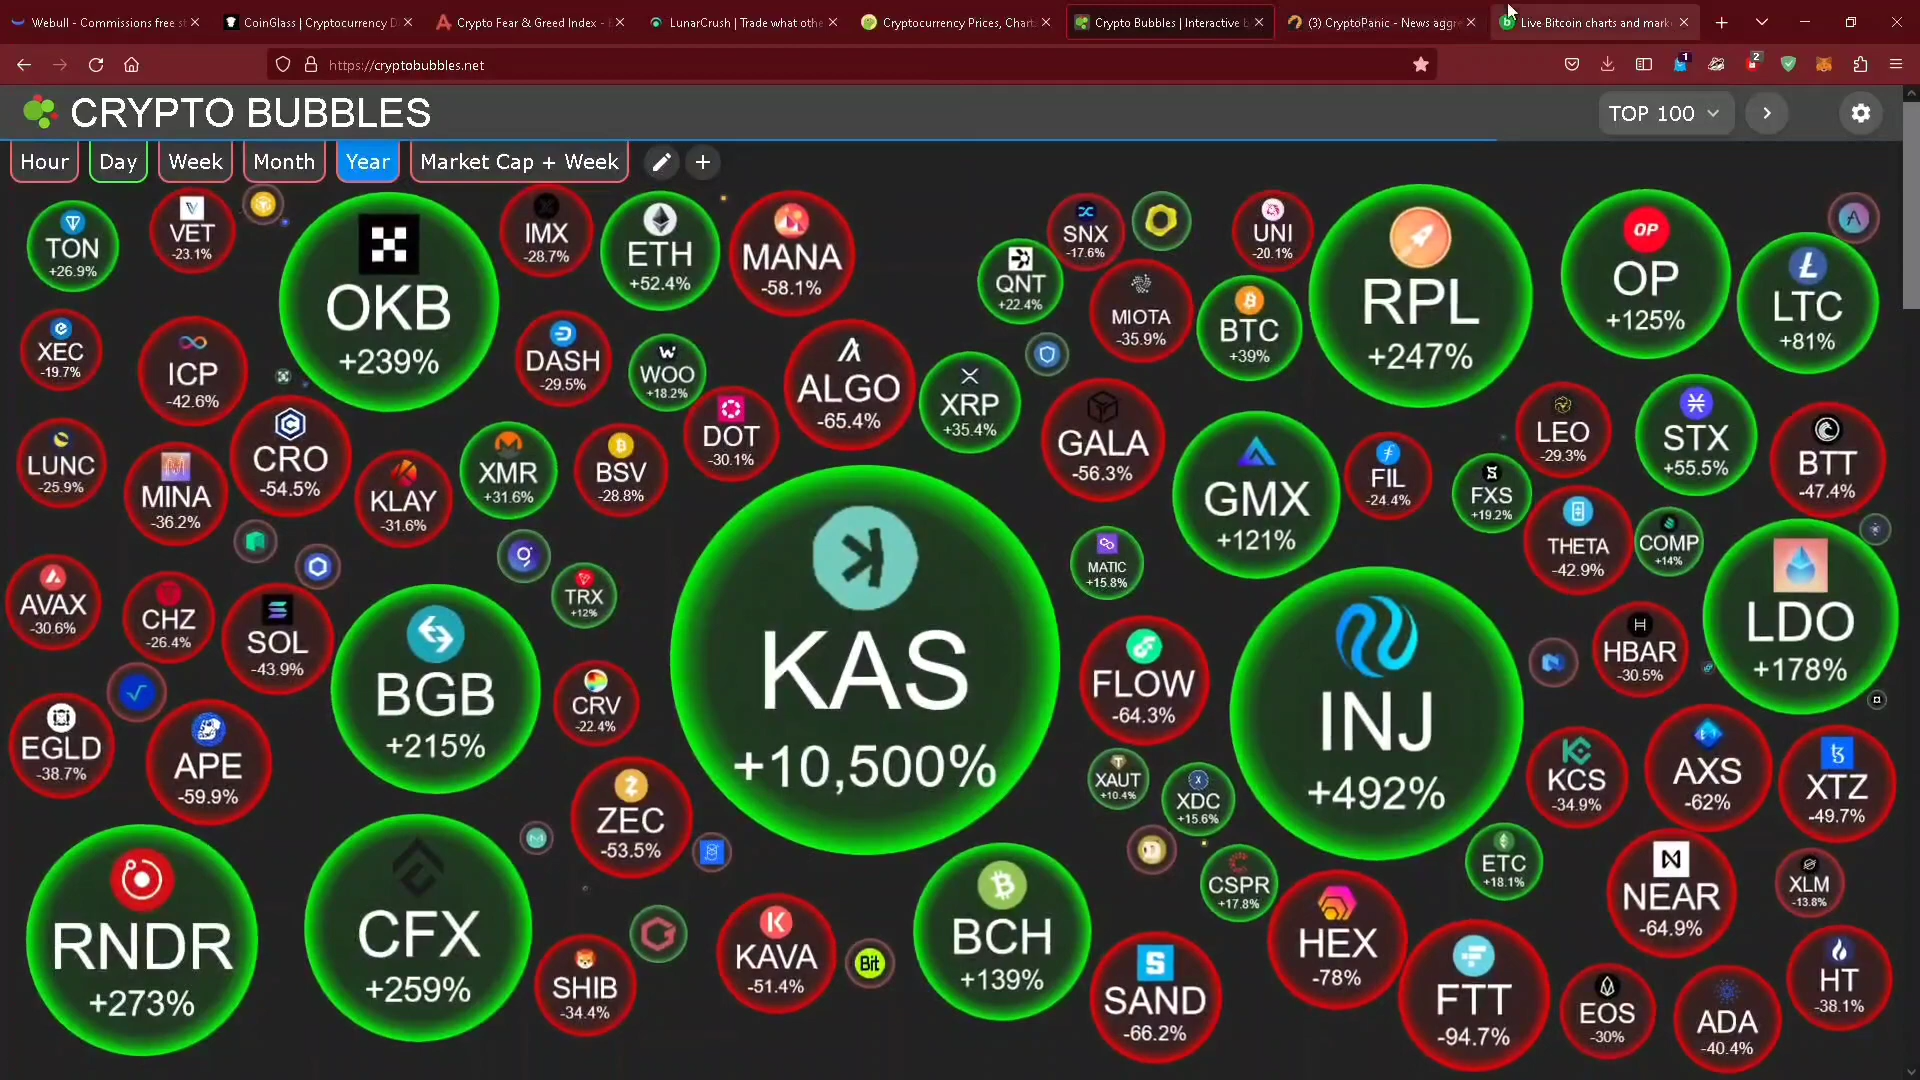 Webull - Commissions free st
CoinGlass | Cryptocurrency D
Crypto Fear & Greed Index - B
LunarCrush | Trade what othe
Cryptocurrency Prices, Chart
Crypto Bubbles | Interactive b
(3) CryptoPanic - News aggre
Live Bitcoin charts and mark
https://cryptobubbles.net
1
2
CRYPTO BUBBLES
TOP 100
Hour
Day
Week
Month
Year
Market Cap + Week
TON
+26.9%
VET
-23.1%
OKB
+239%
IMX
-28.7%
ETH
+52.4%
MANA
-58.1%
QNT
+22.4%
SNX
-17.6%
MIOTA
-35.9%
UNI
-20.1%
BTC
+39%
RPL
+247%
OP
OP
+125%
LTC
+81%
XEC
-19.7%
ICP
-42.6%
DASH
-29.5%
WOO
+18.2%
ALGO
-65.4%
XRP
+35.4%
GALA
-56.3%
LUNC
-25.9%
MINA
-36.2%
CRO
-54.5%
KLAY
-31.6%
XMR
+31.6%
BSV
-28.8%
DOT
-30.1%
GMX
+121%
FIL
-24.4%
FXS
+19.2%
LEO
-29.3%
STX
+55.5%
BTT
-47.4%
THETA
-42.9%
COMP
+14%
AVAX
-30.6%
CHZ
-26.4%
SOL
-43.9%
BGB
+215%
TRX
+12%
KAS
+10,500%
MATIC
+15.8%
FLOW
-64.3%
INJ
+492%
HBAR
-30.5%
LDO
+178%
EGLD
-38.7%
APE
-59.9%
CRV
-22.4%
ZEC
-53.5%
XAUT
+10.4%
XDC
+15.6%
KCS
-34.9%
AXS
-62%
XTZ
-49.7%
RNDR
+273%
CFX
+259%
SHIB
-34.4%
KAVA
-51.4%
Bit
BCH
+139%
SAND
-66.2%
CSPR
+17.8%
HEX
-78%
ETC
+18.1%
FTT
-94.7%
NEAR
-64.9%
XLM
-13.8%
EOS
-30%
ADA
-40.4%
HT
-38.1%